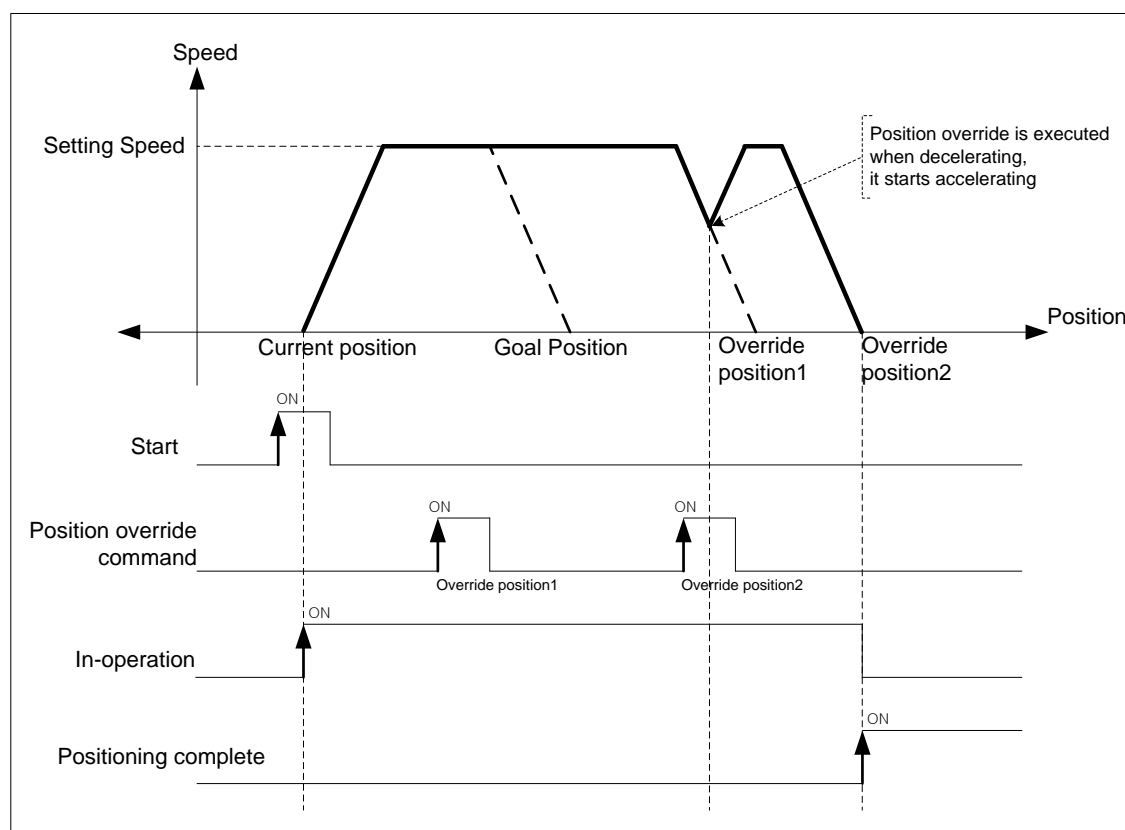 Speed
Setting Speed
Position override is executed
when decelerating,
it starts accelerating
Position
Current position
Goal Position
Override
position1
Override
position2
ON
Start
ON
ON
Position override
command
Override position1
Override position2
ON
In-operation
ON
Positioning complete